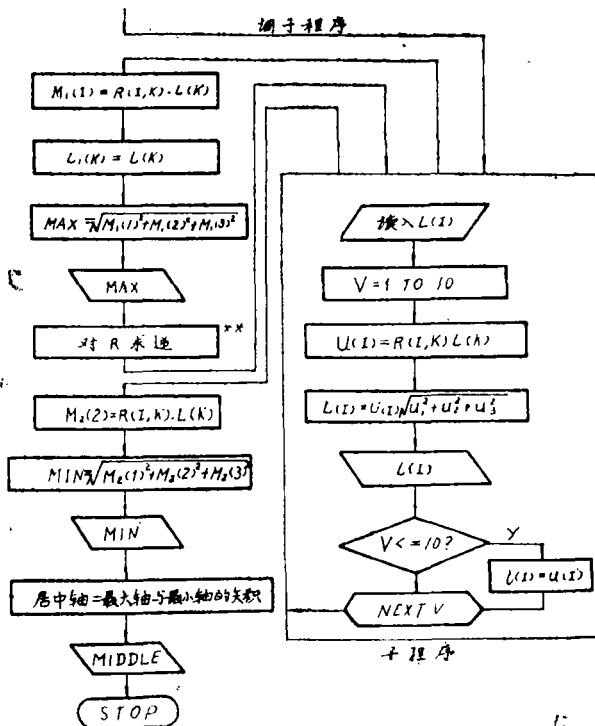 调子程序
M₁(I)=R(I,K)·L(K)
L₁(K)=L(K)
MAX=√M₁(1)²+M₁(2)²+M₁(3)²
MAX
对 R 求逆 **
M₂(2)=R(I,K)·L(K)
MIN=√M₂(1)²+M₂(2)²+M₂(3)²
MIN
居中轴=最大轴与最小轴的矢积
MIDDLE
STOP
读入L(I)
V=1 TO 10
U(I)=R(I,K)L(K)
L(I)=U(I)√U₁²+U₂²+U₃²
L(I)
V<=10?
Y
L(I)=U(I)
NEXT V
子程序